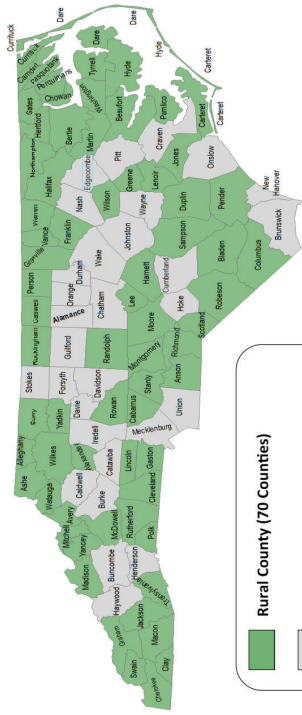 Currituck
Dare
Dare
Hyde
Carteret
Carteret
Currituck
Camden
Pasquotank
Perquimans
Chowan
Gates
Hertford
Northampton
Halifax
Bertie
Martin
Washington
Tyrrell
Dare
Hyde
Beaufort
Pamlico
Carteret
Craven
Jones
Onslow
Pitt
Greene
Lenoir
Edgecombe
Nash
Wilson
Wayne
Duplin
Pender
New
Hanover
Brunswick
Warren
Vance
Granville
Franklin
Wake
Johnston
Sampson
Bladen
Columbus
Person
Durham
Orange
Chatham
Harnett
Cumberland
Lee
Hoke
Robeson
Caswell
Alamance
Rockingham
Guilford
Randolph
Moore
Montgomery
Richmond
Scotland
Stokes
Forsyth
Davidson
Davie
Rowan
Cabarrus
Stanly
Anson
Union
Mecklenburg
Surry
Yadkin
Iredell
Alleghany
Ashe
Wilkes
Alexander
Catawba
Lincoln
Gaston
Watauga
Caldwell
Burke
Cleveland
Avery
Mitchell
Yancey
McDowell
Rutherford
Polk
Madison
Buncombe
Henderson
Transylvania
Haywood
Jackson
Swain
Graham
Macon
Cherokee
Clay
Rural County (70 Counties)